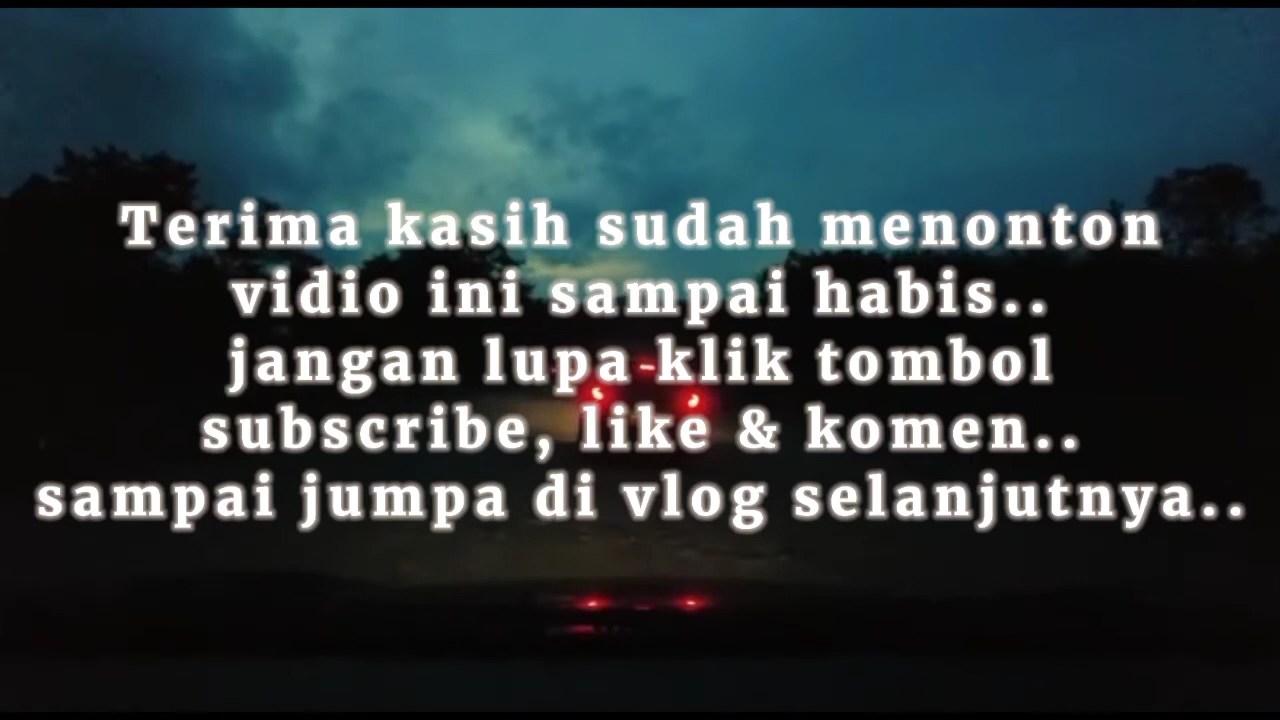 Terima kasih sudah menonton
vidio ini sampai habis..
jangan lupa klik tombol
subscribe, like & komen..
sampai jumpa di vlog selanjutnya..